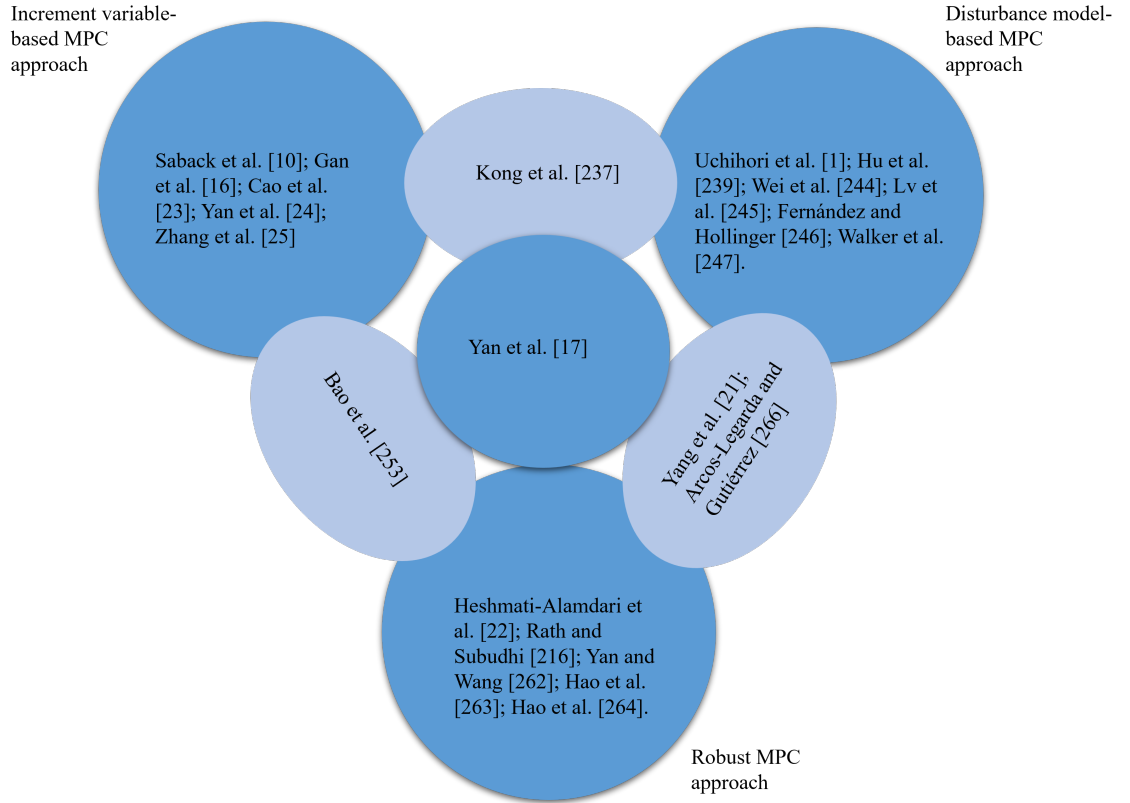 Increment variable-
based MPC
approach
Disturbance model-
based MPC
approach
Saback et al. [10]; Gan
et al. [16]; Cao et al.
[23]; Yan et al. [24];
Zhang et al. [25]
Kong et al. [237]
Uchihori et al. [1]; Hu et al.
[239]; Wei et al. [244]; Lv et
al. [245]; Fernández and
Hollinger [246]; Walker et al.
[247].
Yan et al. [17]
Bao et al. [253]
Yang et al. [21];
Arcos-Legarda and
Gutiérrez [266]
Heshmati-Alamdari et
al. [22]; Rath and
Subudhi [216]; Yan and
Wang [262]; Hao et al.
[263]; Hao et al. [264].
Robust MPC
approach